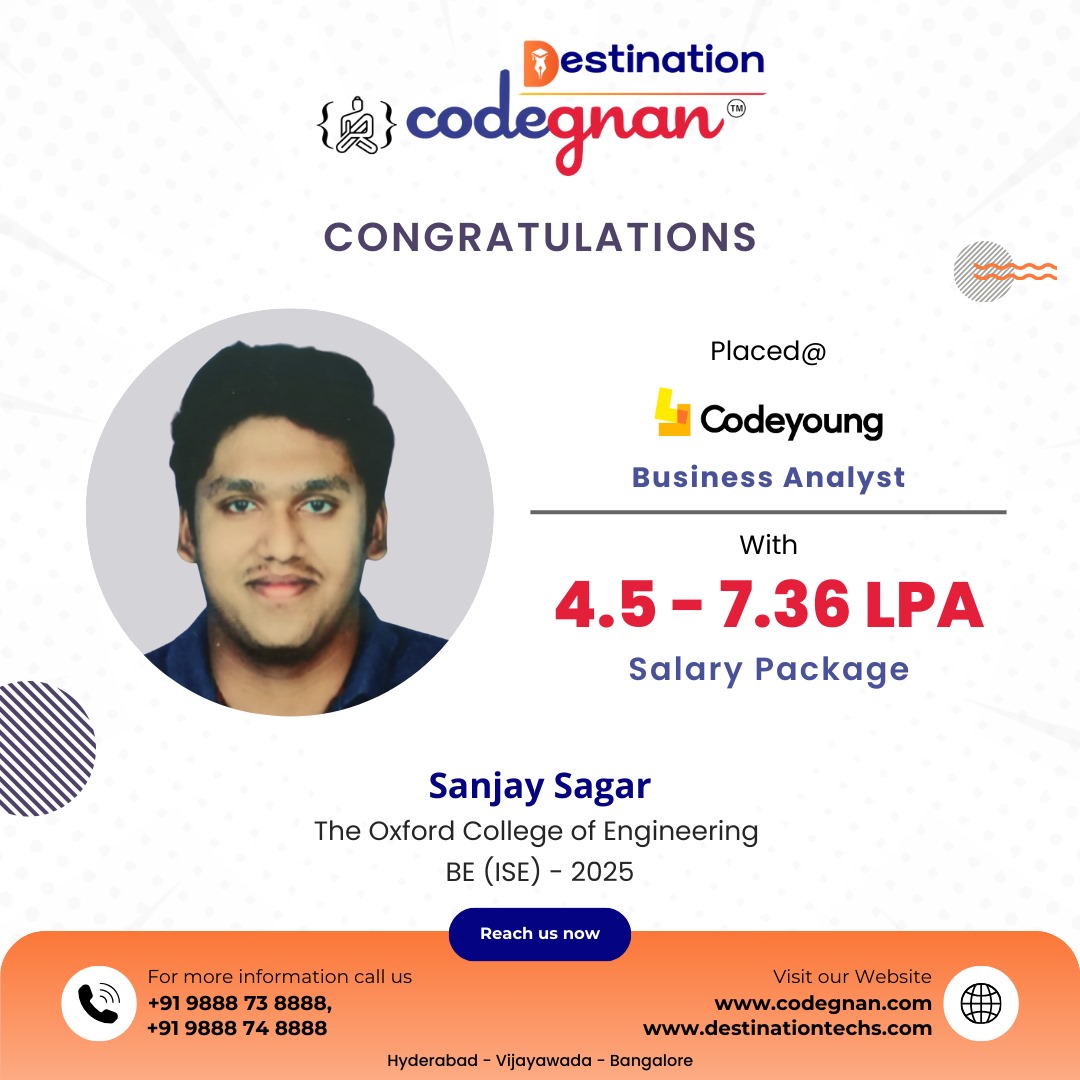 Destination
codegnan TM
CONGRATULATIONS
Placed@
Codeyoung
Business Analyst
With
4.5 - 7.36 LPA
Salary Package
Sanjay Sagar
The Oxford College of Engineering
BE (ISE) - 2025
Reach us now
For more information call us
+91 9888 73 8888,
+91 9888 74 8888
Visit our Website
www.codegnan.com
www.destinationtechs.com
Hyderabad - Vijayawada - Bangalore